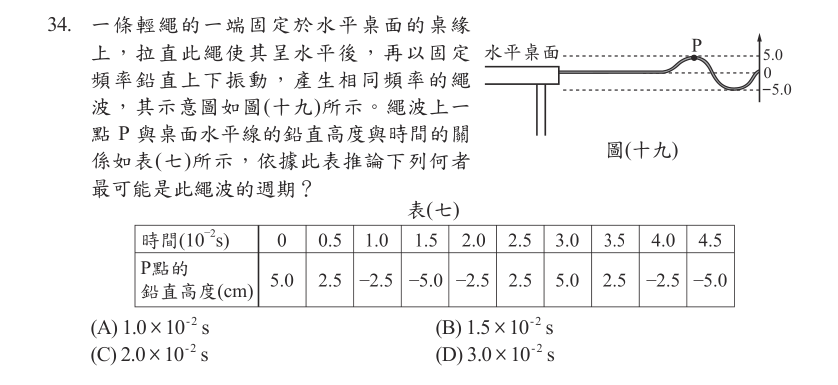 34. 一條輕繩的一端固定於水平桌面的桌緣
上，拉直此繩使其呈水平後，再以固定
頻率鉛直上下振動，產生相同頻率的繩
波，其示意圖如圖(十九)所示。繩波上一
點 P 與桌面水平線的鉛直高度與時間的關
係如表(七)所示，依據此表推論下列何者
最可能是此繩波的週期？
水平桌面
P
5.0
0
−5.0
圖(十九)
表(七)
時間(10⁻²s) 0 0.5 1.0 1.5 2.0 2.5 3.0 3.5 4.0 4.5
P點的
鉛直高度(cm) 5.0 2.5 −2.5 −5.0 −2.5 2.5 5.0 2.5 −2.5 −5.0
(A) 1.0×10⁻² s (B) 1.5×10⁻² s
(C) 2.0×10⁻² s (D) 3.0×10⁻² s